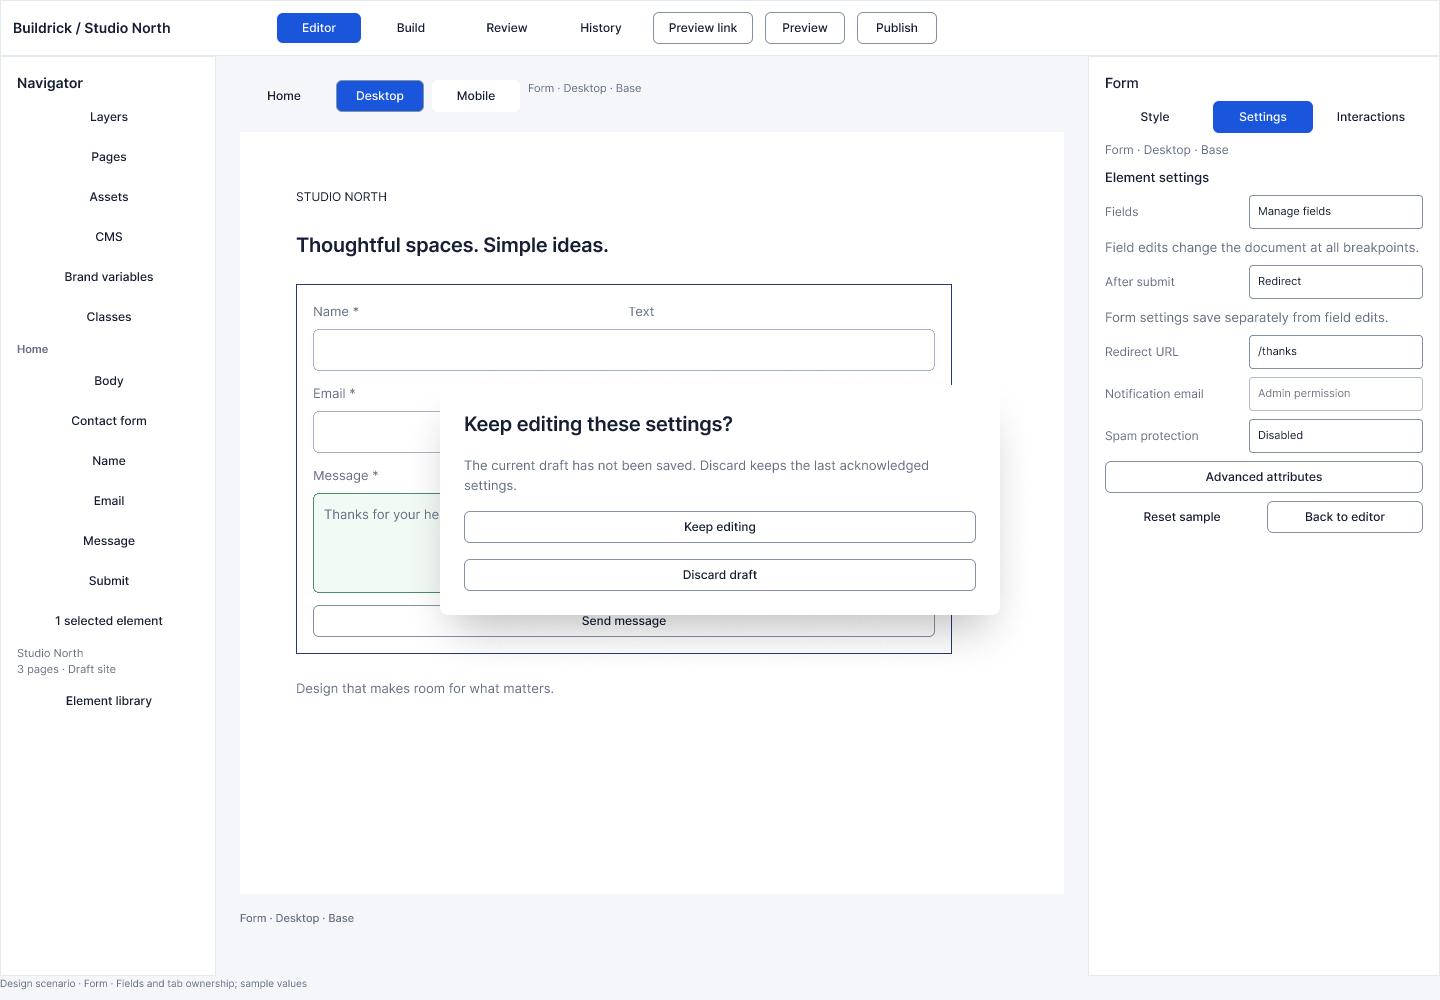 Buildrick / Studio North
Editor
Build
Review
History
Preview link
Preview
Publish
Navigator
Layers
Pages
Assets
CMS
Brand variables
Classes
Home
Body
Contact form
Name
Email
Message
Submit
1 selected element
Studio North
3 pages · Draft site
Element library
Home
Desktop
Mobile
Form · Desktop · Base
STUDIO NORTH
Thoughtful spaces. Simple ideas.
Name *
Text
Email *
Message *
Thanks for your he
Keep editing these settings?
The current draft has not been saved. Discard keeps the last acknowledged
settings.
Keep editing
Discard draft
Send message
Design that makes room for what matters.
Form · Desktop · Base
Form
Style
Settings
Interactions
Form · Desktop · Base
Element settings
Fields
Manage fields
Field edits change the document at all breakpoints.
After submit
Redirect
Form settings save separately from field edits.
Redirect URL
/thanks
Notification email
Admin permission
Spam protection
Disabled
Advanced attributes
Reset sample
Back to editor
Design scenario · Form · Fields and tab ownership; sample values